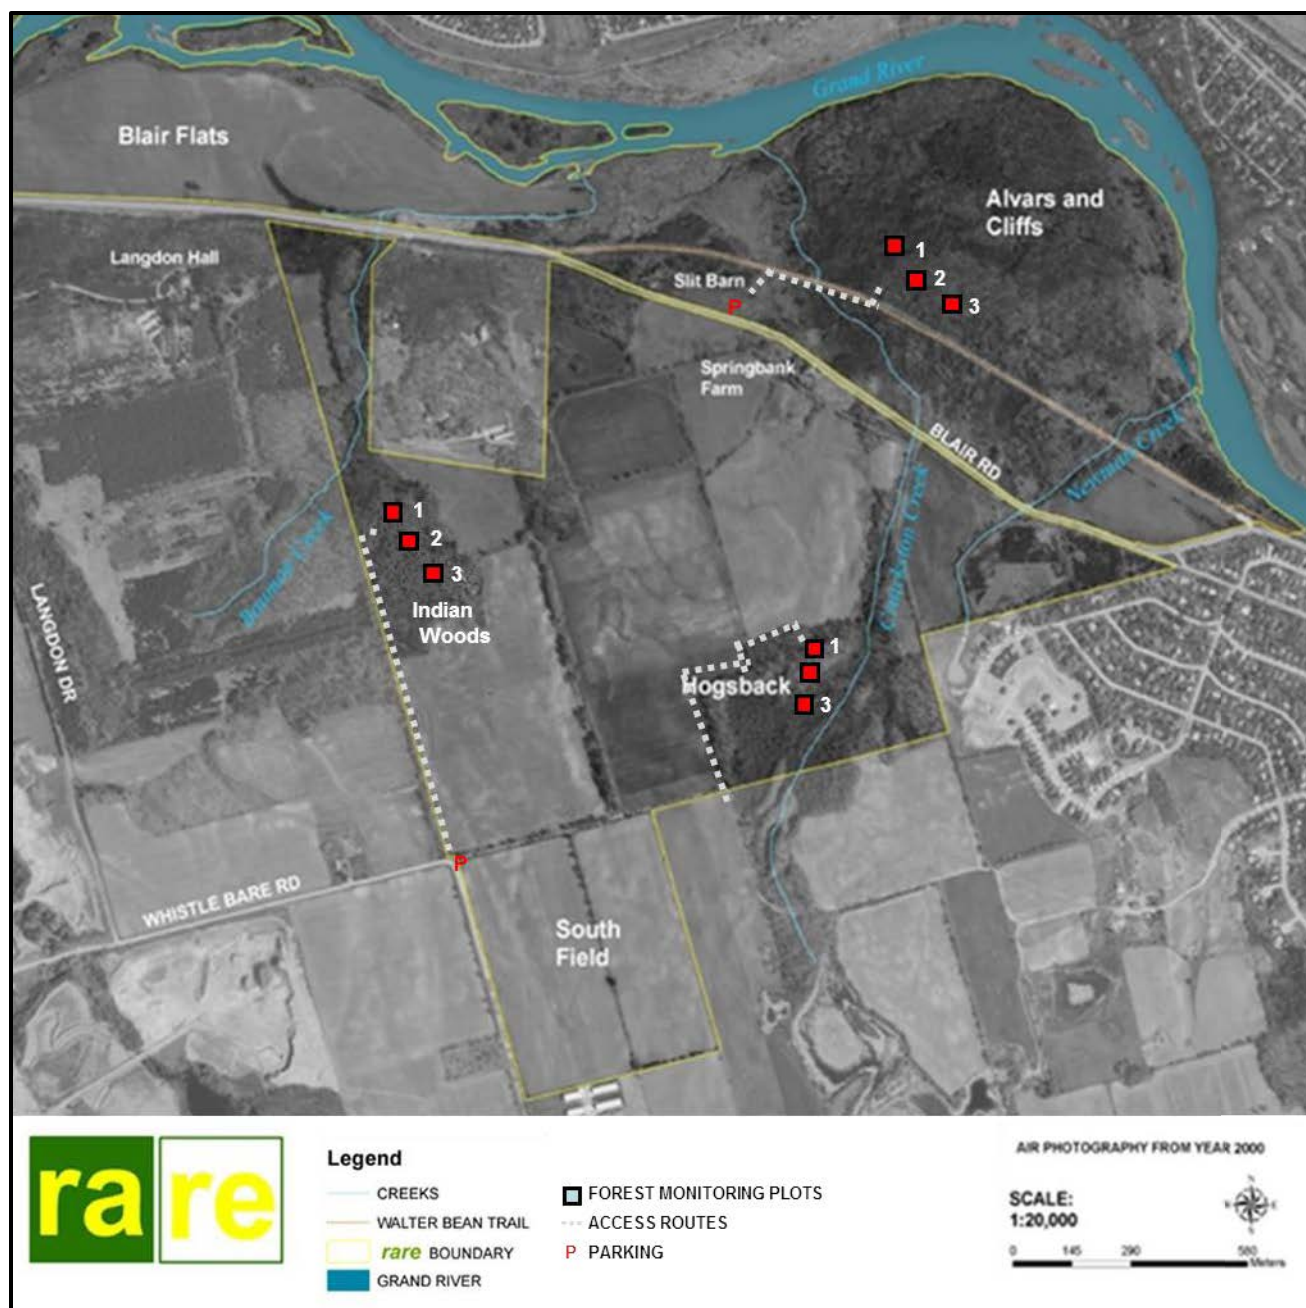 Grand River
Blair Flats
Alvars and
Cliffs
Langdon Hall
Slit Barn
P
1
2
3
Springbank
Farm
BLAIR RD
Newman Creek
Cruickston Creek
Bauman Creek
1
2
3
Indian
Woods
LANGDON DR
Hogsback
1
3
P
WHISTLE BARE RD
South
Field
rare
Legend
CREEKS
WALTER BEAN TRAIL
rare BOUNDARY
GRAND RIVER
FOREST MONITORING PLOTS
ACCESS ROUTES
P PARKING
AIR PHOTOGRAPHY FROM YEAR 2000
SCALE:
1:20,000
0 145 290 580
Meters